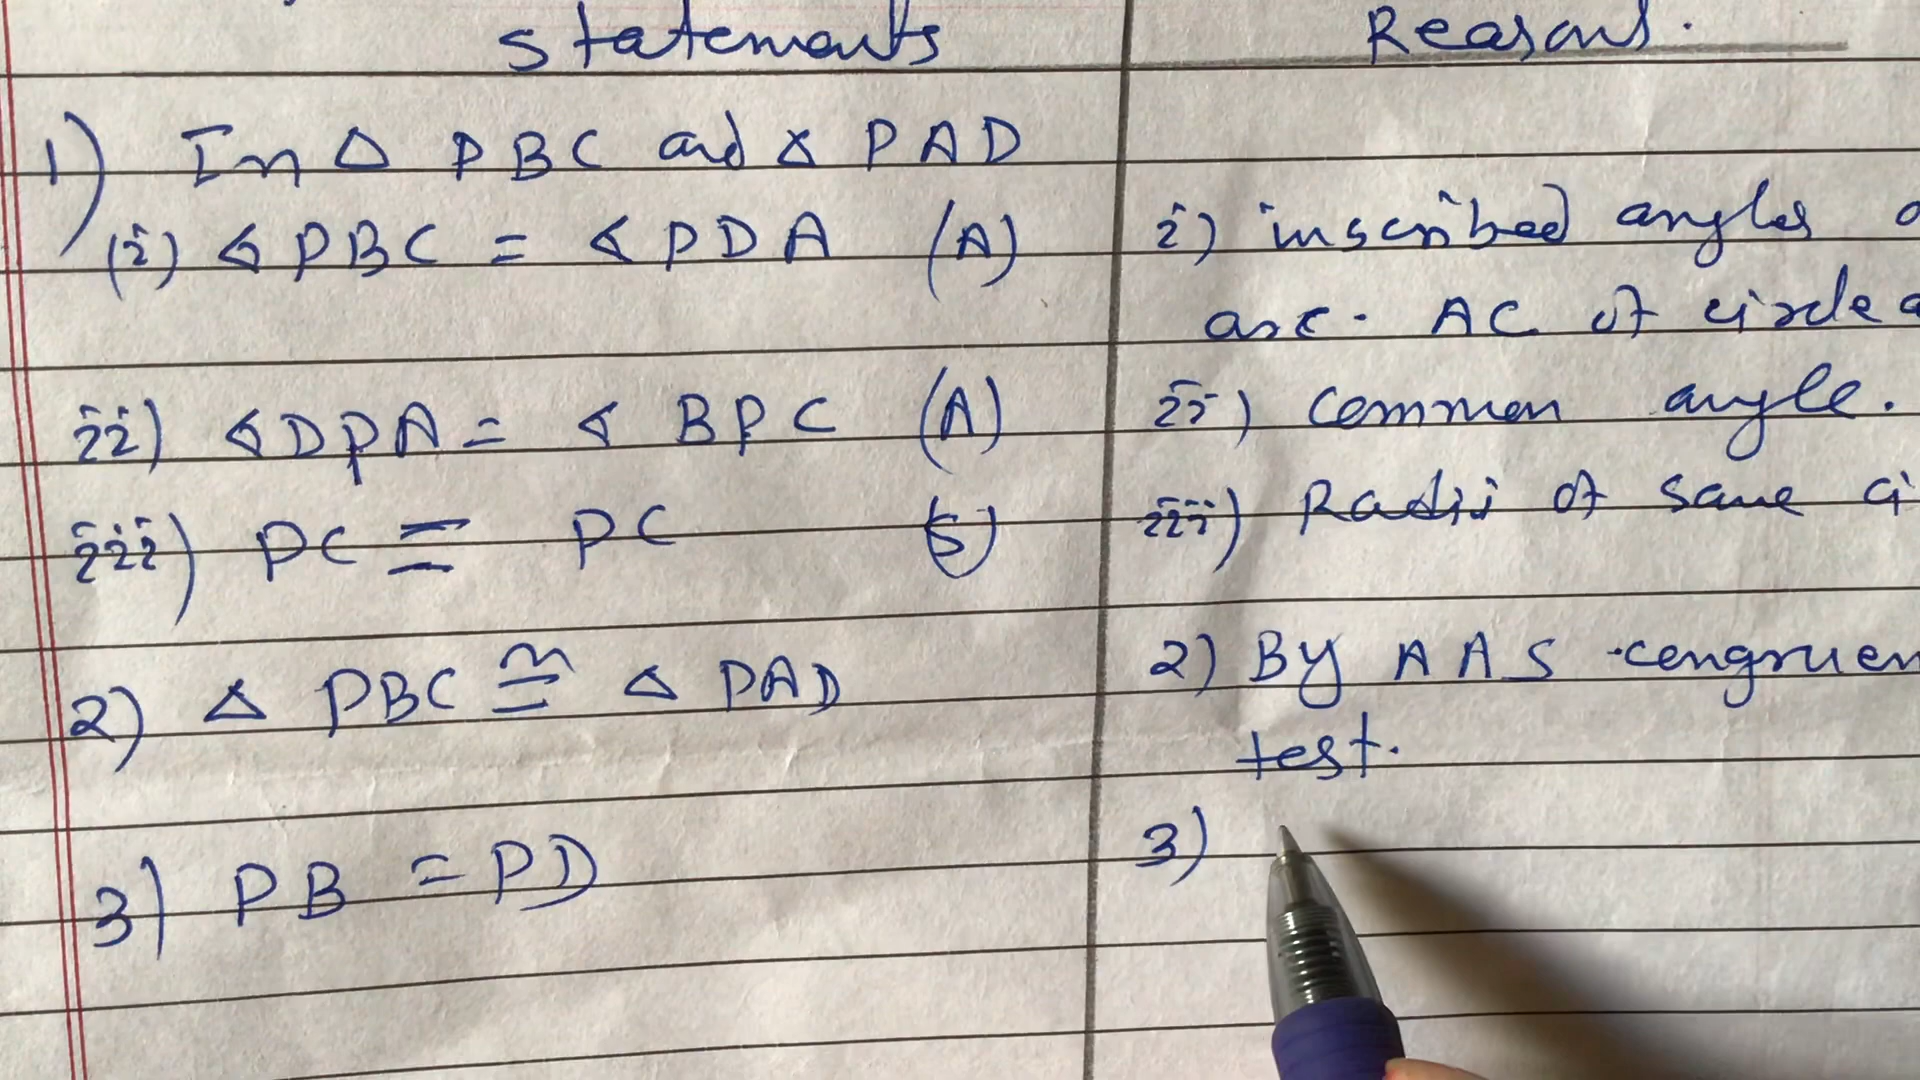 Statements Reasons.
1) In △ PBC and △ PAD
(i) ∢ PBC = ∢ PDA (A) i) inscribed angles
arc. AC of circle
ii) ∢ DPA = ∢ BPC (A) ii) common angle.
iii) PC = PC (S) iii) Radii of same ci
2) △ PBC ≅ △ PAD 2) By AAS congruen
test.
3) PB = PD 3)